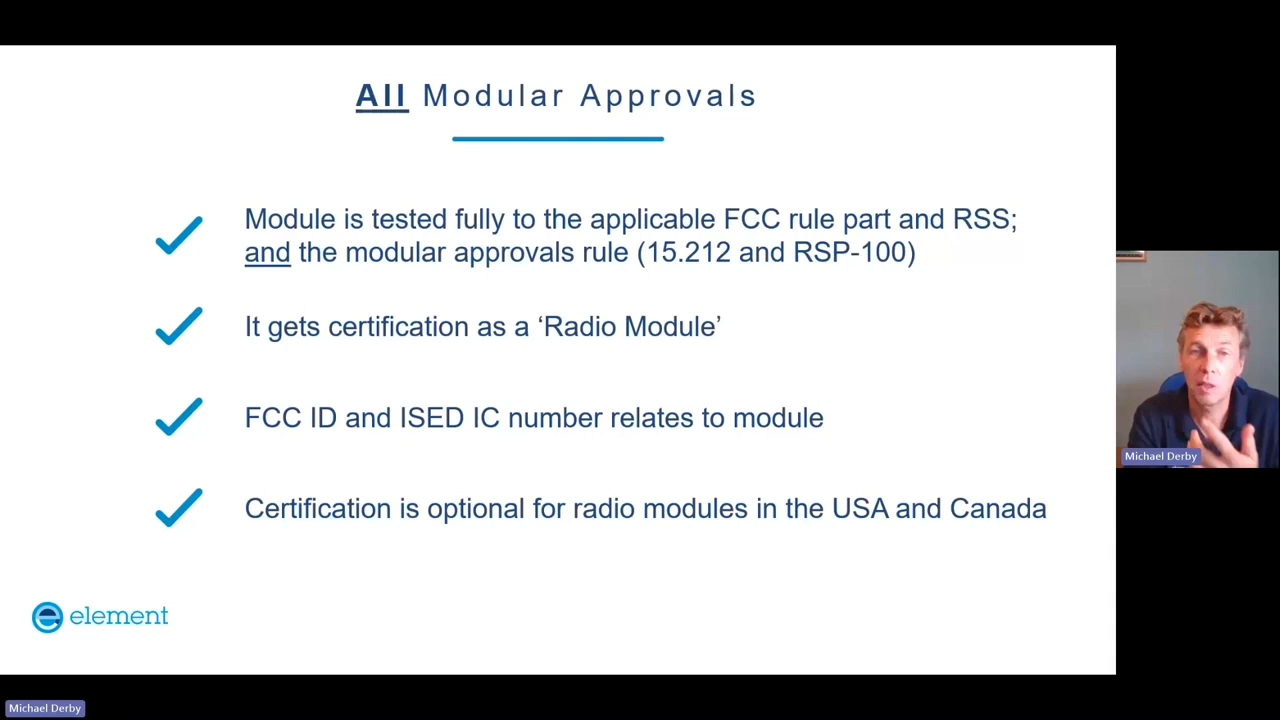 All Modular Approvals
Module is tested fully to the applicable FCC rule part and RSS;
and the modular approvals rule (15.212 and RSP-100)
It gets certification as a ‘Radio Module’
FCC ID and ISED IC number relates to module
Certification is optional for radio modules in the USA and Canada
element
Michael Derby
Michael Derby